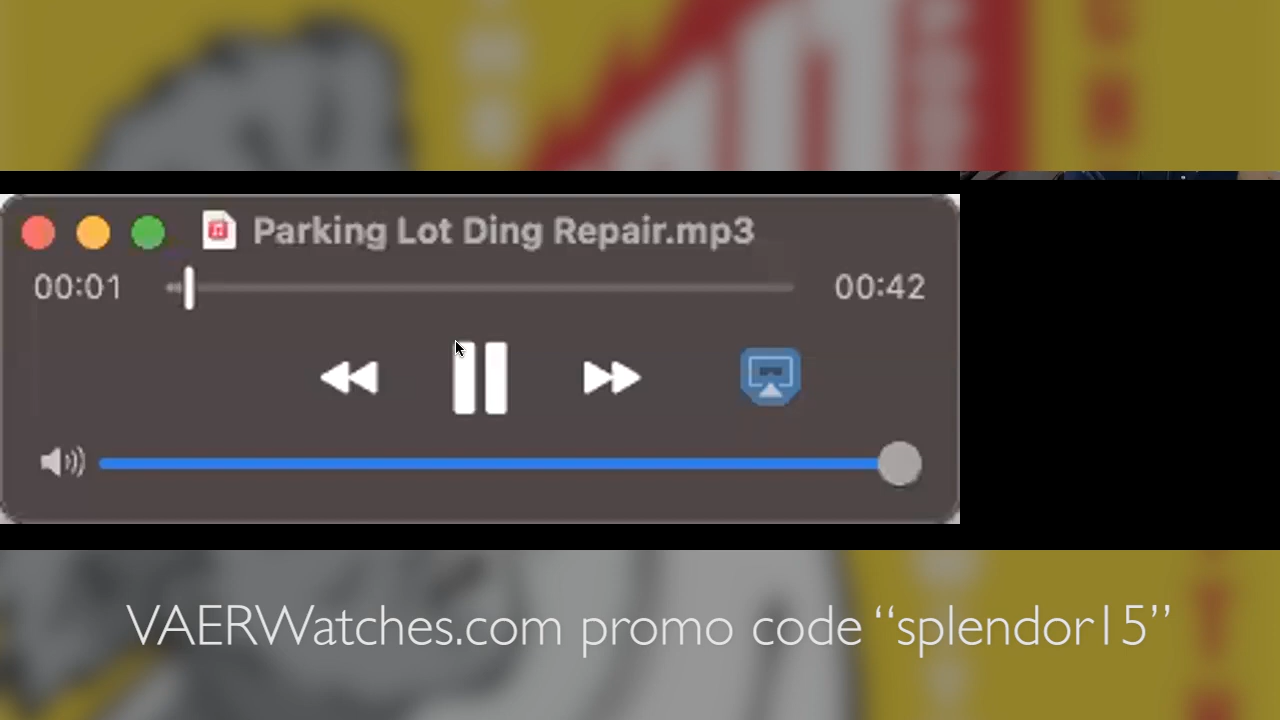 Parking Lot Ding Repair.mp3
00:01 00:42
VAERWatches.com promo code “splendor15”